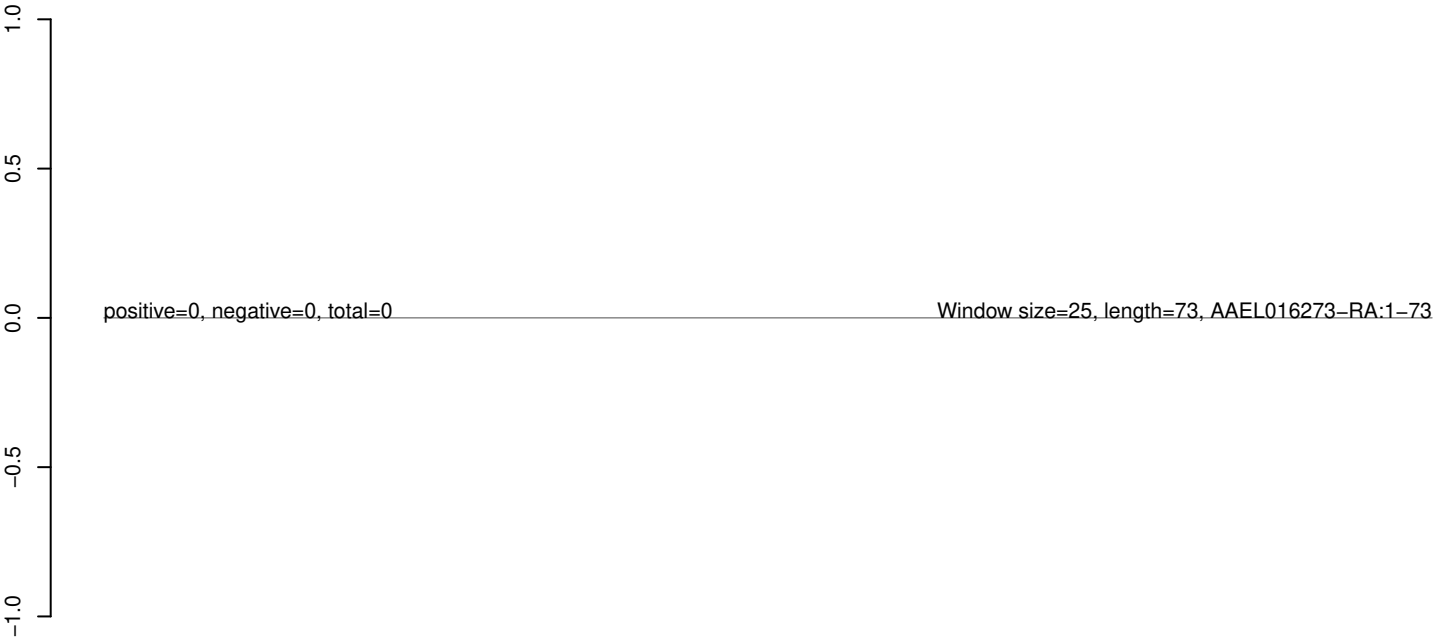 1.0
0.5
0.0
−0.5
−1.0
positive=0, negative=0, total=0
Window size=25, length=73, AAEL016273−RA:1−73